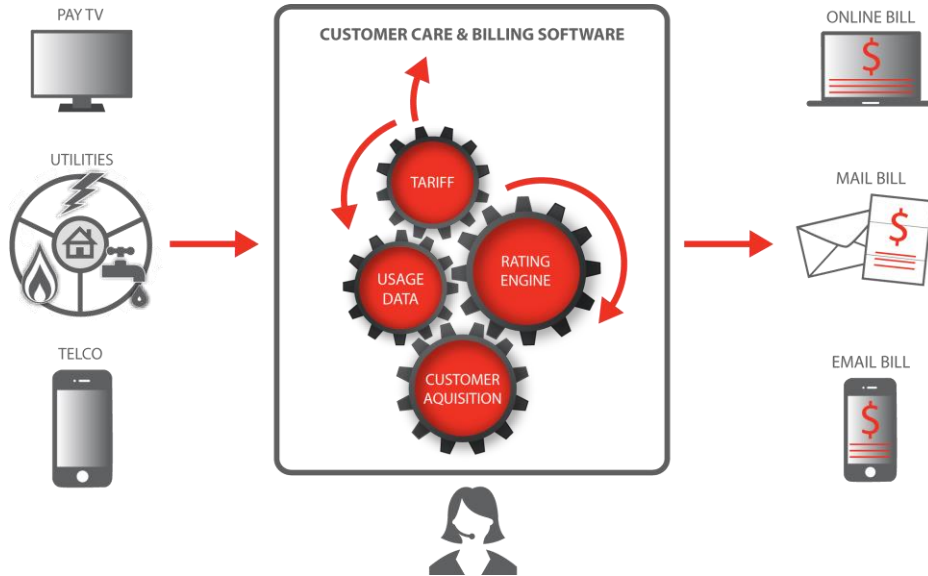 PAY TV
UTILITIES
TELCO
CUSTOMER CARE & BILLING SOFTWARE
TARIFF
USAGE
DATA
RATING
ENGINE
CUSTOMER
AQUISITION
ONLINE BILL
$
MAIL BILL
$
EMAIL BILL
$